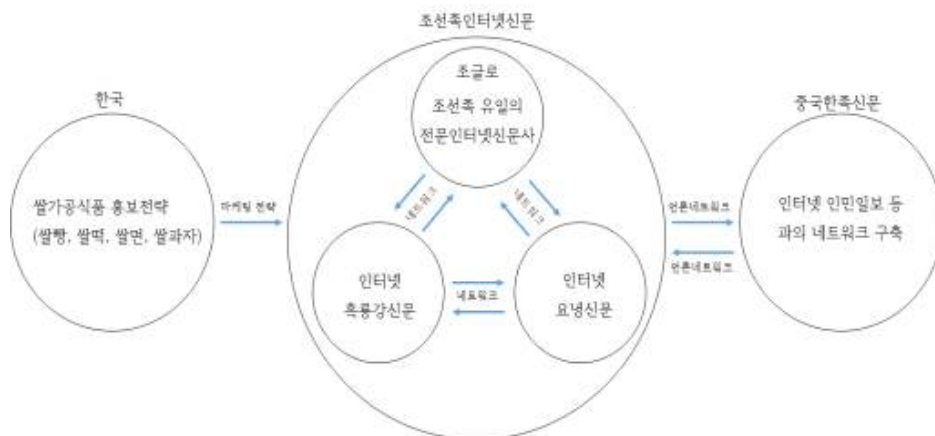 조선족인터넷신문
조글로
조선족 유일의
전문인터넷신문사
한국
쌀가공식품 홍보전략
(쌀빵, 쌀떡, 쌀면, 쌀과자)
마케팅 전략
네트워크
네트워크
인터넷
흑룡강신문
네트워크
인터넷
요녕신문
언론네트워크
언론네트워크
중국한족신문
인터넷 인민일보 등
과의 네트워크 구축